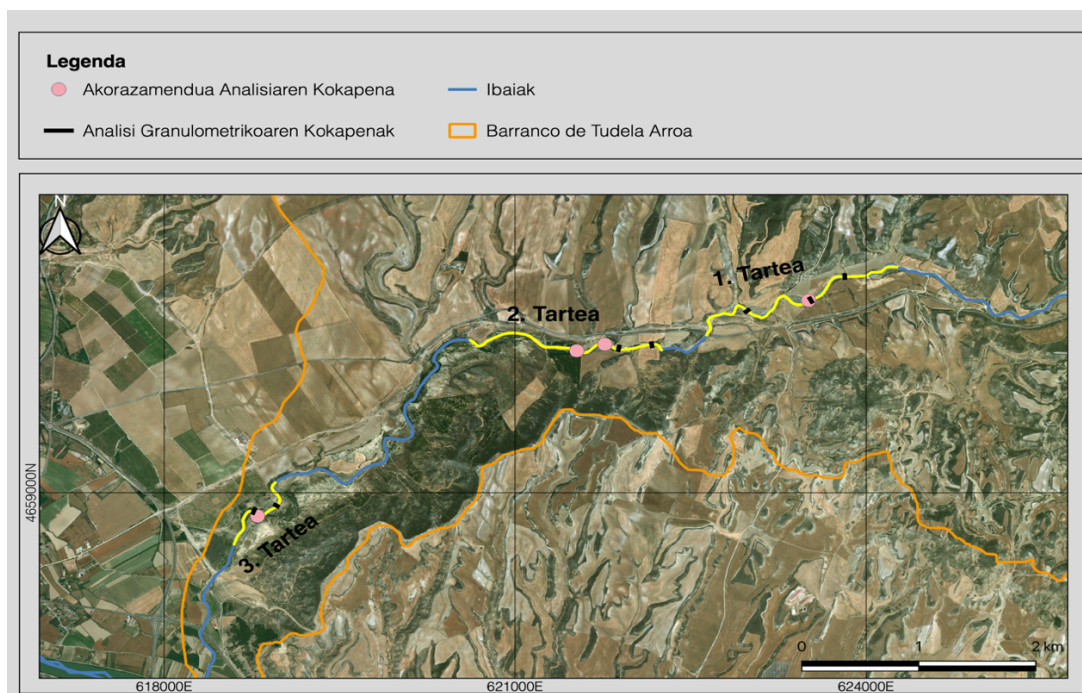 Legenda
Akorazamendua Analisiaren Kokapena
Ibaiak
Analisi Granulometrikoaren Kokapenak
Barranco de Tudela Arroa
N
1. Tartea
2. Tartea
3. Tartea
4659000N
0 1 2 km
618000E 621000E 624000E